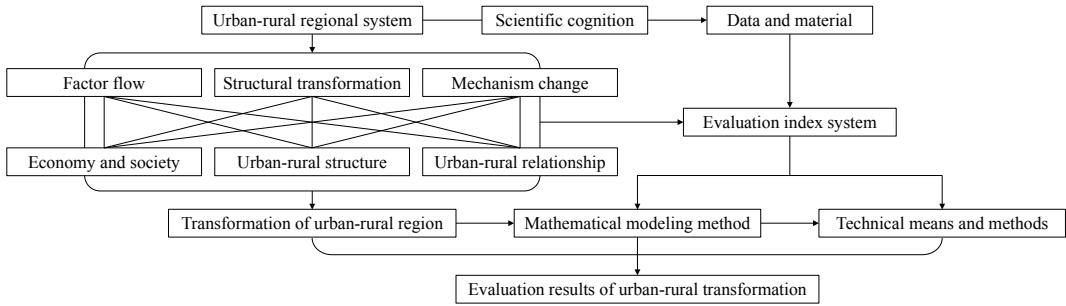 Urban-rural regional system
Scientific cognition
Data and material
Factor flow
Structural transformation
Mechanism change
Evaluation index system
Economy and society
Urban-rural structure
Urban-rural relationship
Transformation of urban-rural region
Mathematical modeling method
Technical means and methods
Evaluation results of urban-rural transformation